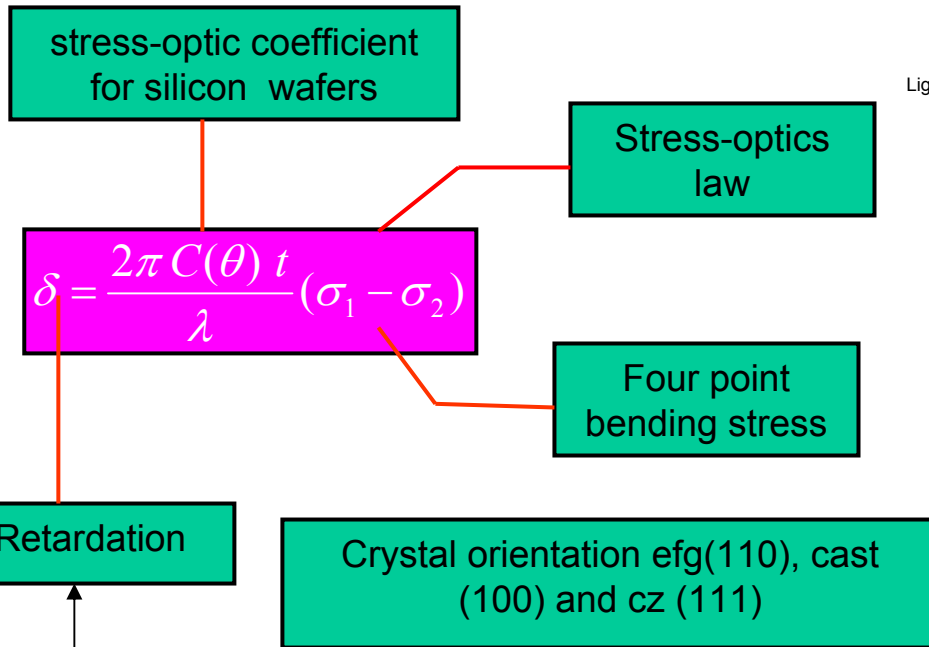 stress-optic coefficient
for silicon wafers
Lig
Stress-optics
law
δ = 2π C(θ) t / λ (σ₁ − σ₂)
Four point
bending stress
Retardation
Crystal orientation efg(110), cast
(100) and cz (111)